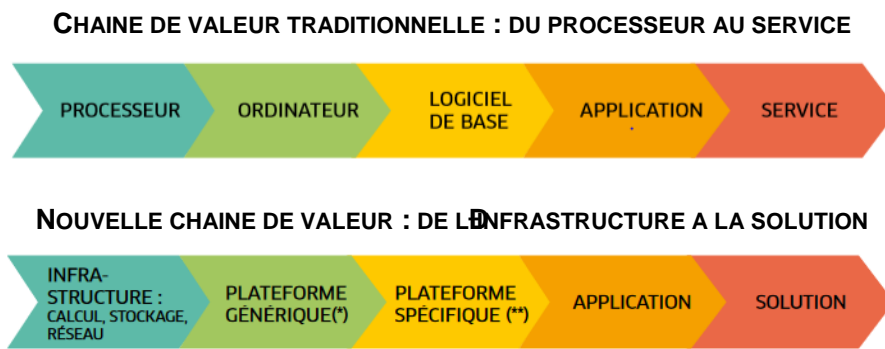 CHAINE DE VALEUR TRADITIONNELLE : DU PROCESSEUR AU SERVICE
PROCESSEUR
ORDINATEUR
LOGICIEL
DE BASE
APPLICATION
SERVICE
NOUVELLE CHAINE DE VALEUR : DE L'INFRASTRUCTURE A LA SOLUTION
INFRA-
STRUCTURE :
CALCUL, STOCKAGE,
RÉSEAU
PLATEFORME
GÉNÉRIQUE(*)
PLATEFORME
SPÉCIFIQUE (**)
APPLICATION
SOLUTION